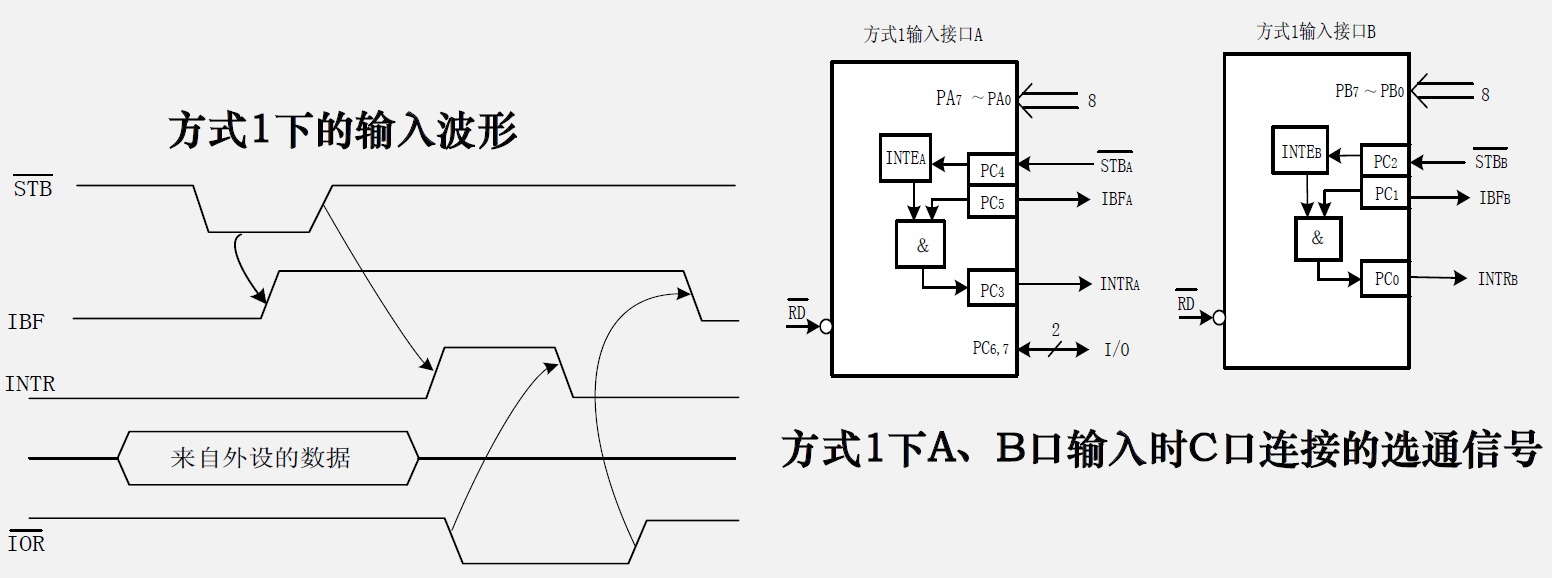 方式1下的输入波形
STB
IBF
INTR
来自外设的数据
IOR
方式1输入接口A
PA7 ~ PA0
8
INTEA
PC4
STBA
PC5
IBFA
&
PC3
INTRA
RD
PC6,7
2
I/O
方式1输入接口B
PB7 ~ PB0
8
INTEB
PC2
STBB
PC1
IBFB
&
PC0
INTRB
RD
方式1下A、B口输入时C口连接的选通信号